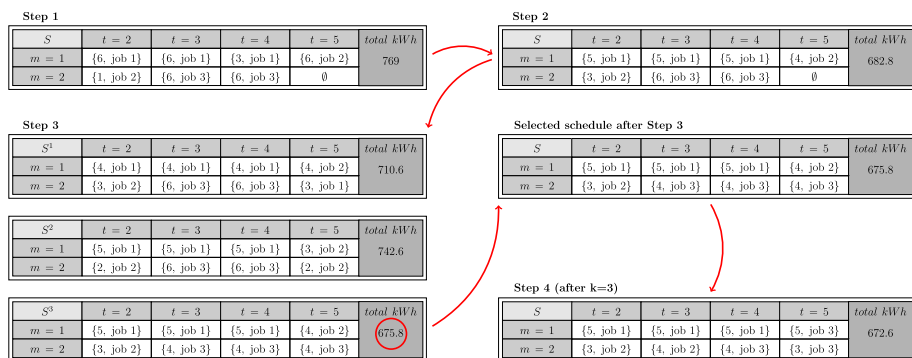 Step 1
S t = 2 t = 3 t = 4 t = 5 total kWh
m = 1 {6, job 1} {6, job 1} {3, job 1} {6, job 2} 769
m = 2 {1, job 2} {6, job 3} {6, job 3} ∅
Step 2
S t = 2 t = 3 t = 4 t = 5 total kWh
m = 1 {5, job 1} {5, job 1} {5, job 1} {4, job 2} 682.8
m = 2 {3, job 2} {6, job 3} {6, job 3} ∅
Step 3
S¹ t = 2 t = 3 t = 4 t = 5 total kWh
m = 1 {4, job 1} {4, job 1} {4, job 1} {4, job 2} 710.6
m = 2 {3, job 2} {6, job 3} {6, job 3} {3, job 1}
S² t = 2 t = 3 t = 4 t = 5 total kWh
m = 1 {5, job 1} {5, job 1} {5, job 1} {3, job 2} 742.6
m = 2 {2, job 2} {6, job 3} {6, job 3} {2, job 2}
S³ t = 2 t = 3 t = 4 t = 5 total kWh
m = 1 {5, job 1} {5, job 1} {5, job 1} {4, job 2} 675.8
m = 2 {3, job 2} {4, job 3} {4, job 3} {4, job 3}
Selected schedule after Step 3
S t = 2 t = 3 t = 4 t = 5 total kWh
m = 1 {5, job 1} {5, job 1} {5, job 1} {4, job 2} 675.8
m = 2 {3, job 2} {4, job 3} {4, job 3} {4, job 3}
Step 4 (after k=3)
S t = 2 t = 3 t = 4 t = 5 total kWh
m = 1 {5, job 1} {5, job 1} {5, job 1} {5, job 3} 672.6
m = 2 {3, job 2} {4, job 2} {4, job 3} {4, job 3}